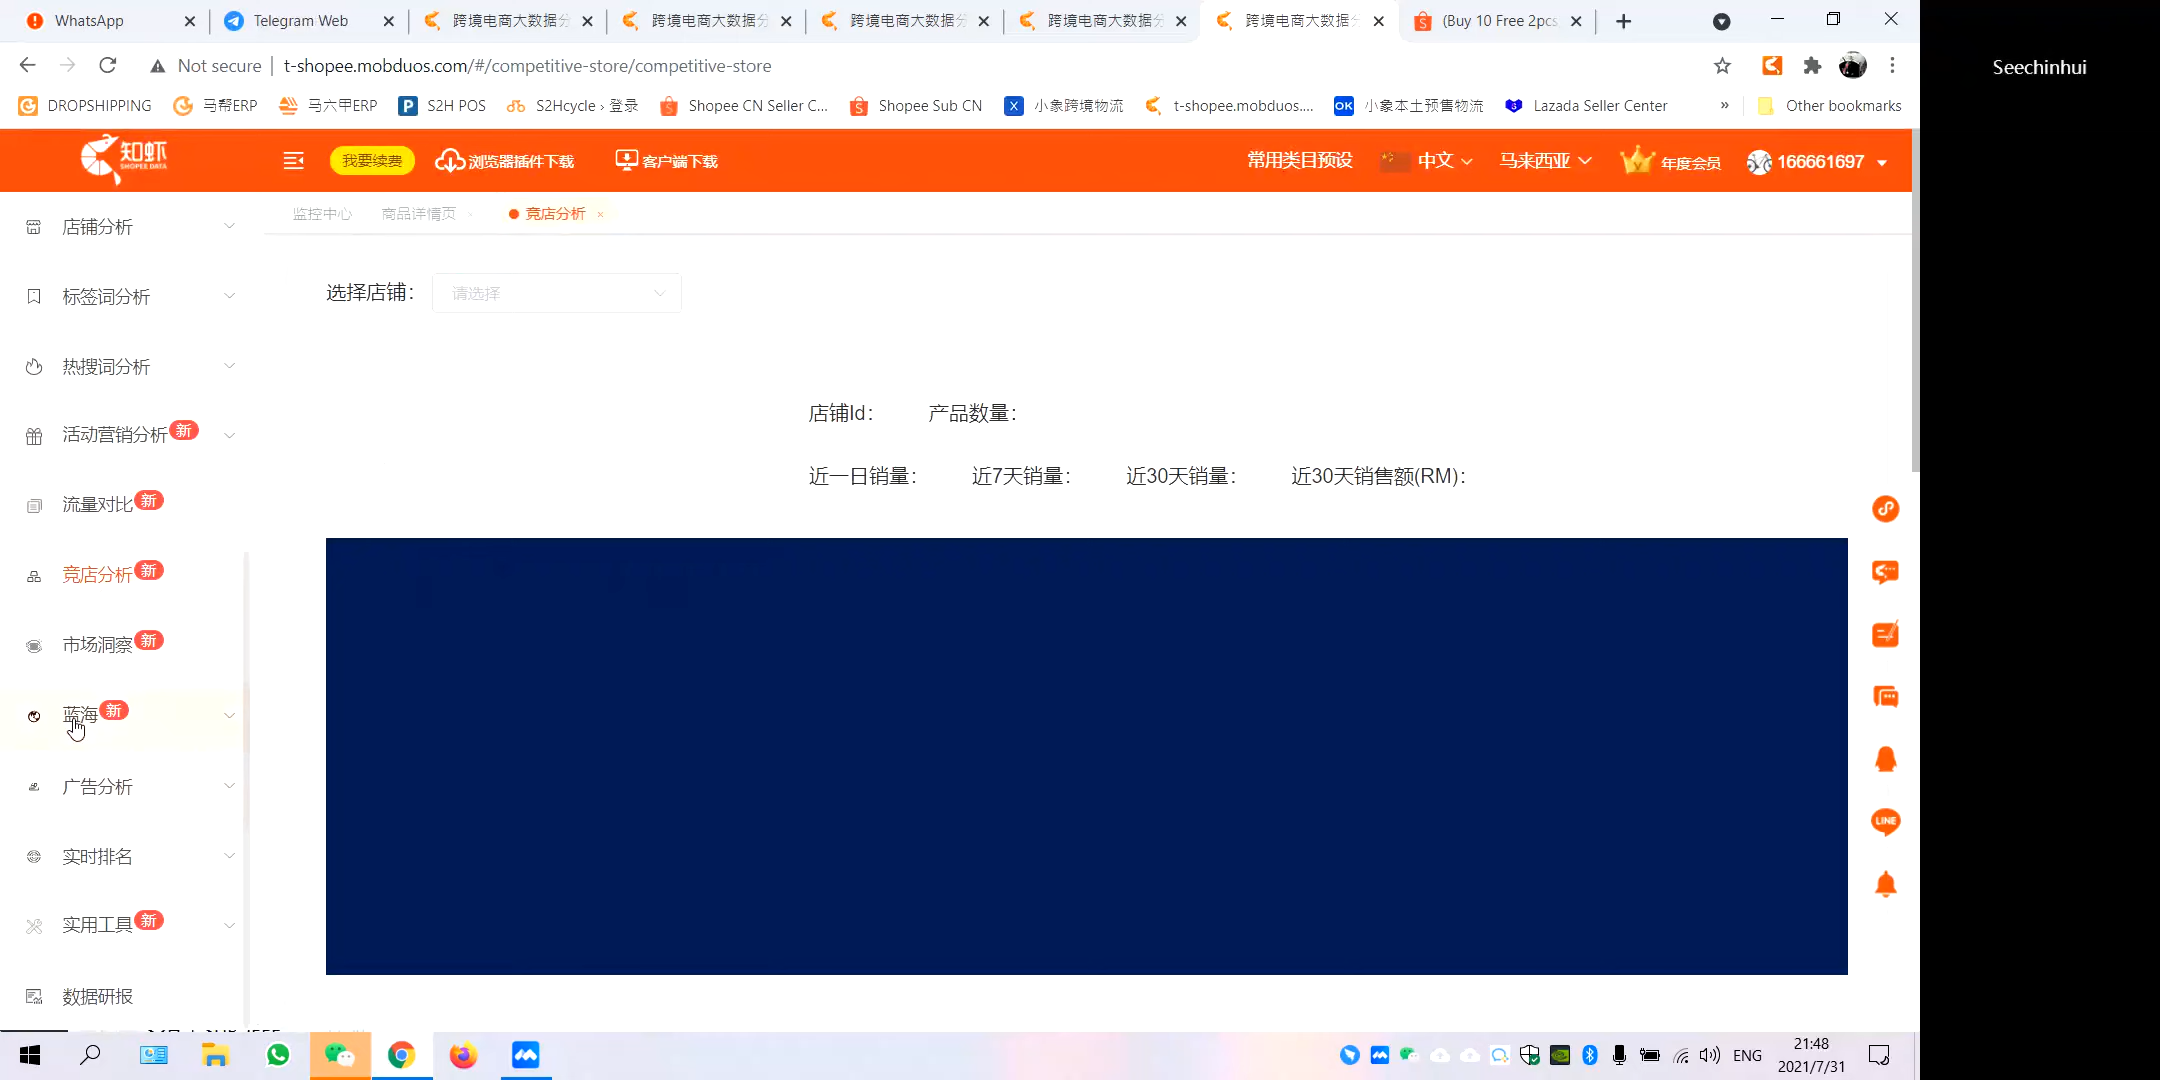 WhatsApp
Telegram Web
跨境电商大数据分
跨境电商大数据分
跨境电商大数据分
跨境电商大数据分
跨境电商大数据分
(Buy 10 Free 2pcs
Not secure
t-shopee.mobduos.com/#/competitive-store/competitive-store
DROPSHIPPING
马帮ERP
马六甲ERP
S2H POS
S2Hcycle › 登录
Shopee CN Seller C...
Shopee Sub CN
小象跨境物流
t-shopee.mobduos....
OK
小象本土预售物流
Lazada Seller Center
»
Other bookmarks
Seechinhui
知虾
SHOPEE DATA
我要续费
浏览器插件下载
客户端下载
常用类目预设
中文
马来西亚
年度会员
166661697
监控中心
商品详情页
竞店分析
店铺分析
标签词分析
热搜词分析
活动营销分析 新
流量对比 新
竞店分析 新
市场洞察 新
蓝海 新
广告分析
实时排名
实用工具 新
数据研报
选择店铺：
请选择
店铺Id：
产品数量：
近一日销量：
近7天销量：
近30天销量：
近30天销售额(RM)：
LINE
ENG
21:48
2021/7/31